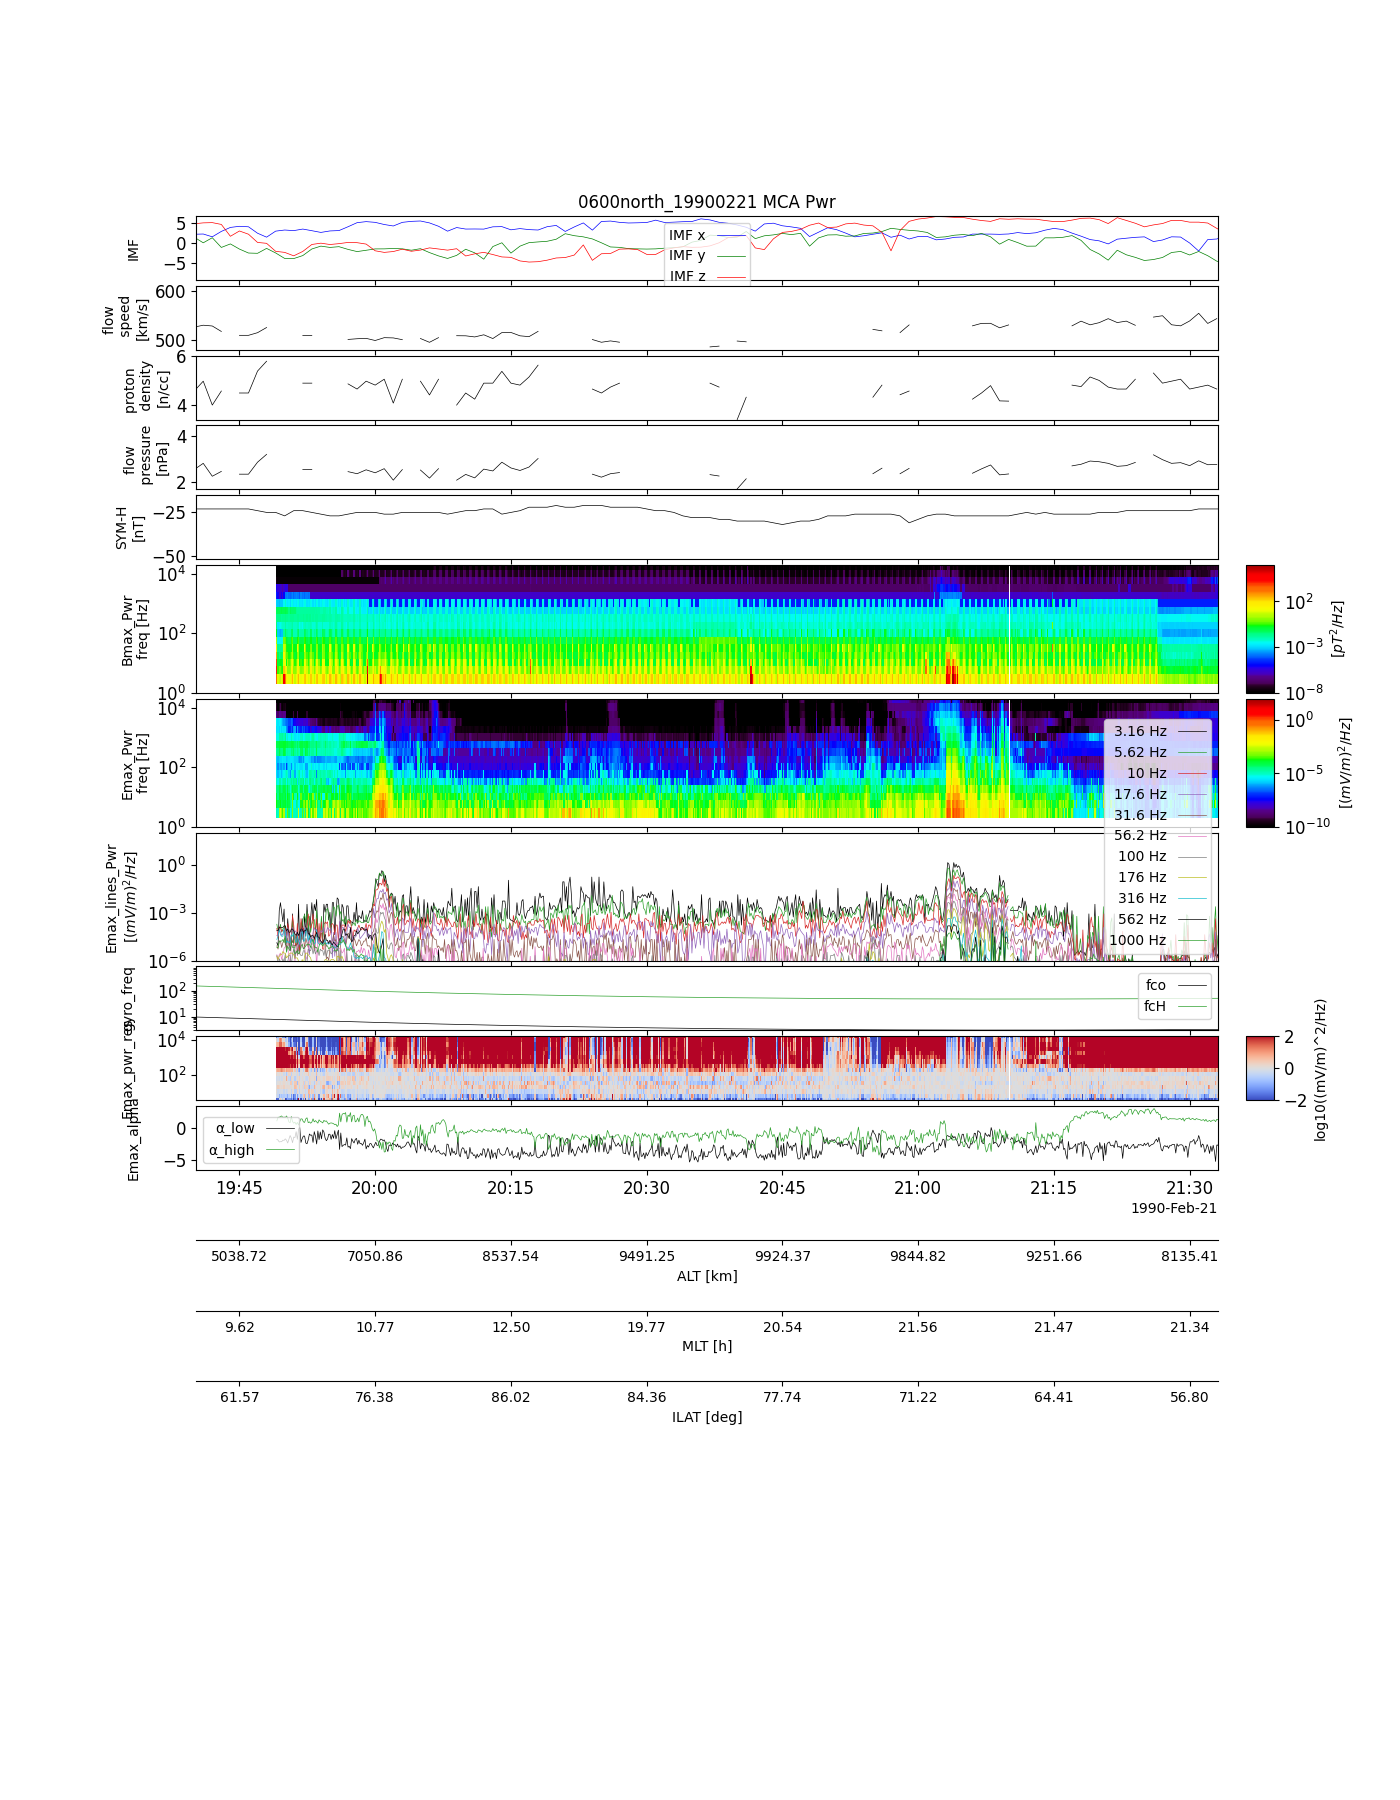 0600north_19900221 MCA Pwr
5
0
−5
IMF
IMF x
IMF y
IMF z
600
500
flow
speed
[km/s]
6
4
proton
density
[n/cc]
4
2
flow
pressure
[nPa]
−25
−50
SYM-H
[nT]
10^4
10^2
10^0
Bmax_Pwr
freq [Hz]
10^2
10^−3
10^−8
[pT^2/Hz]
10^4
10^2
10^0
Emax_Pwr
freq [Hz]
10^0
10^−5
10^−10
[(mV/m)^2/Hz]
3.16 Hz
5.62 Hz
10 Hz
17.6 Hz
31.6 Hz
56.2 Hz
100 Hz
176 Hz
316 Hz
562 Hz
1000 Hz
10^0
10^−3
10^−6
Emax_lines_Pwr
[(mV/m)^2/Hz]
10^2
10^1
gyro_freq
fco
fcH
10^4
10^2
Emax_pwr_reg
2
0
−2
log10((mV/m)^2/Hz)
0
−5
Emax_alpha
α_low
α_high
19:45 20:00 20:15 20:30 20:45 21:00 21:15 21:30
1990-Feb-21
5038.72 7050.86 8537.54 9491.25 9924.37 9844.82 9251.66 8135.41
ALT [km]
9.62 10.77 12.50 19.77 20.54 21.56 21.47 21.34
MLT [h]
61.57 76.38 86.02 84.36 77.74 71.22 64.41 56.80
ILAT [deg]